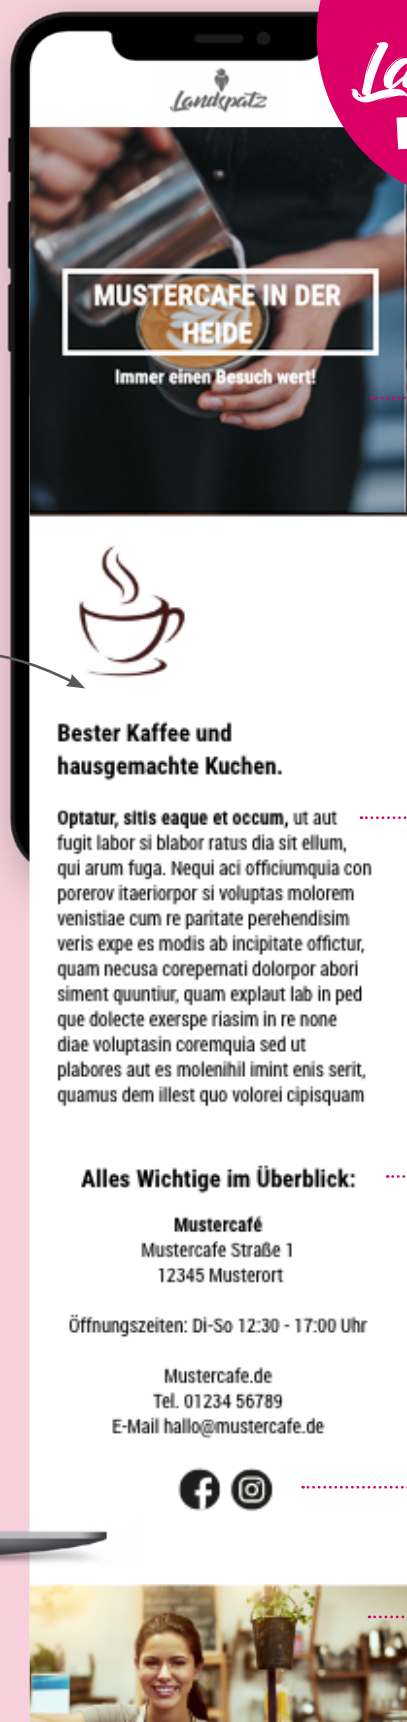 Landspatz
La
MUSTERCAFE IN DER
HEIDE
Immer einen Besuch wert!
Bester Kaffee und
hausgemachte Kuchen.
Optatur, sitis eaque et occum, ut aut
fugit labor si blabor ratus dia sit ellum,
qui arum fuga. Nequi aci officiumquia con
porerov itaeriorpor si voluptas molorem
venistiae cum re paritate perehendisim
veris expe es modis ab incipitate offictur,
quam necusa corepernati dolorpor abori
siment quuntiur, quam explaut lab in ped
que dolecte exerspe riasim in re none
diae voluptasin coremquia sed ut
plabores aut es molenihil imint enis serit,
quamus dem illest quo volorei cipisquam
Alles Wichtige im Überblick:
Mustercafé
Mustercafe Straße 1
12345 Musterort
Öffnungszeiten: Di-So 12:30 - 17:00 Uhr
Mustercafe.de
Tel. 01234 56789
E-Mail hallo@mustercafe.de